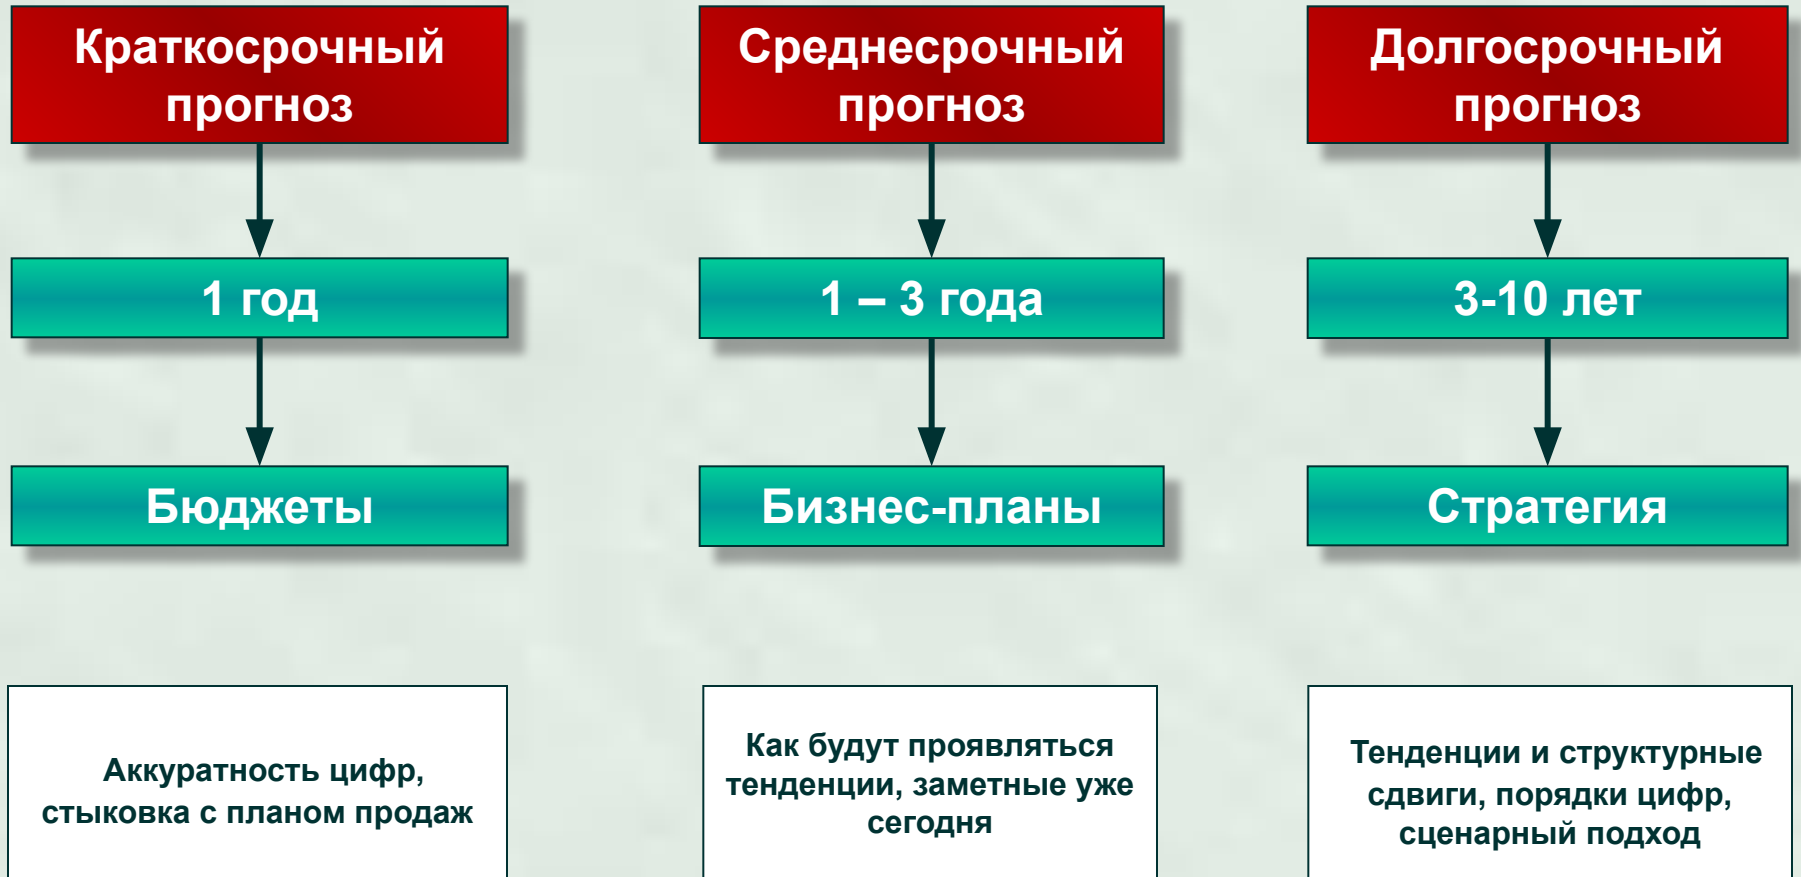 Краткосрочный
прогноз
Среднесрочный
прогноз
Долгосрочный
прогноз
1 год
1 – 3 года
3-10 лет
Бюджеты
Бизнес-планы
Стратегия
Аккуратность цифр,
стыковка с планом продаж
Как будут проявляться
тенденции, заметные уже
сегодня
Тенденции и структурные
сдвиги, порядки цифр,
сценарный подход